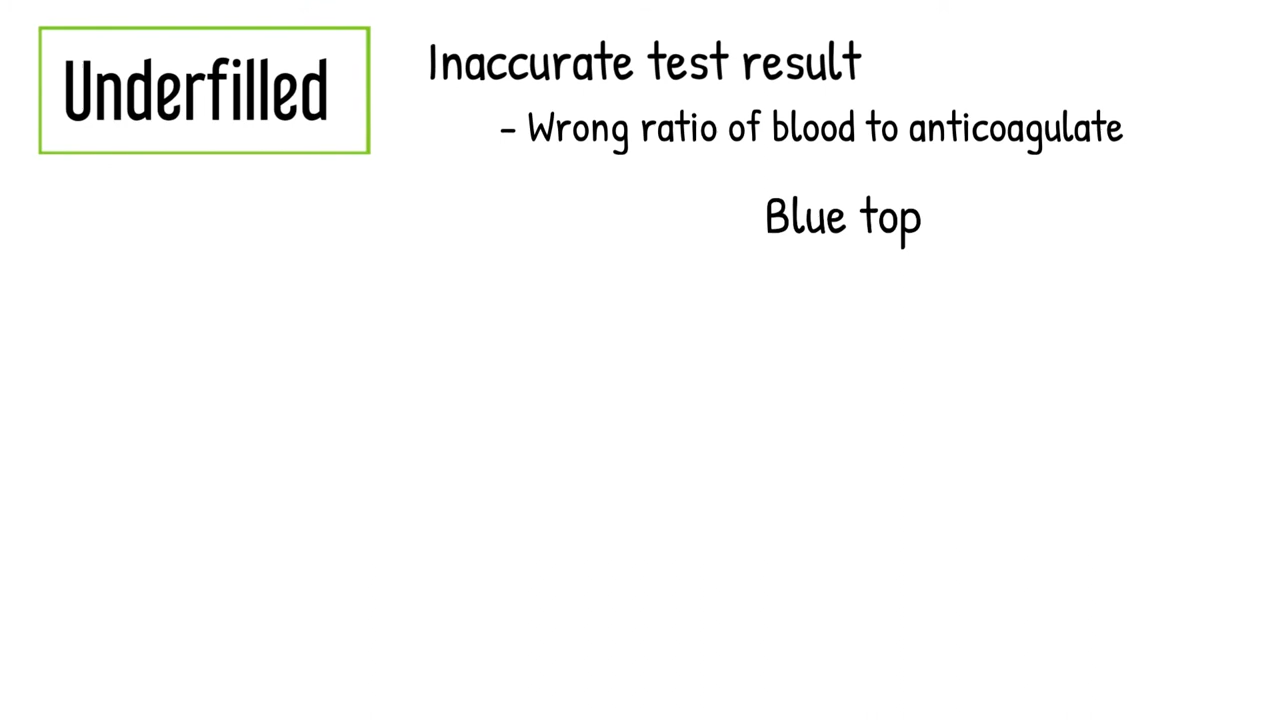 Underfilled
Inaccurate test result
- Wrong ratio of blood to anticoagulate
Blue top